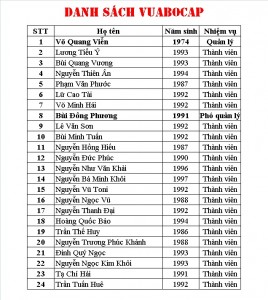 DANH SÁCH VUABOCAP
STT Họ tên Năm sinh Nhiệm vụ
1 Võ Quang Viễn 1974 Quản lý
2 Lương Tiểu Ý 1993 Thành viên
3 Bùi Quang Vương 1993 Thành viên
4 Nguyễn Thiên Ân 1994 Thành viên
5 Phạm Văn Phước 1987 Thành viên
6 Lữ Cao Tài 1992 Thành viên
7 Võ Minh Hải 1992 Thành viên
8 Bùi Đông Phương 1991 Phó quản lý
9 Lê Văn Sơn 1992 Thành viên
10 Bùi Minh Tuấn 1992 Thành viên
11 Nguyễn Hồng Hiếu 1987 Thành viên
12 Nguyễn Đức Phúc 1990 Thành viên
13 Nguyễn Như Văn Khải 1996 Thành viên
14 Nguyễn Bá Minh Khôi 1997 Thành viên
15 Nguyễn Vũ Toni 1992 Thành viên
16 Nguyễn Ngọc Vũ 1988 Thành viên
17 Nguyễn Thanh Đại 1992 Thành viên
18 Hoàng Quốc Bảo 1994 Thành viên
19 Trần Thế Huy 1986 Thành viên
20 Nguyễn Trương Phúc Khánh 1988 Thành viên
21 Đinh Quý Ngọc 1993 Thành viên
22 Nguyễn Ngọc Kim Khôi 1993 Thành viên
23 Tạ Chí Hải 1991 Thành viên
24 Trần Tuấn Huê 1992 Thành viên